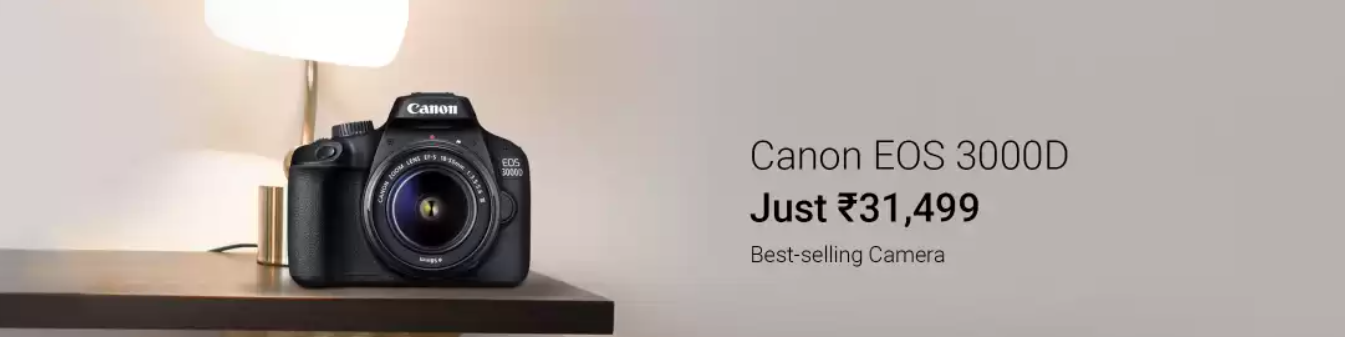 Canon
EOS
3000D
CANON ZOOM LENS EF-S 18-55mm 1:3.5-5.6 III
ø58mm
Canon EOS 3000D
Just ₹31,499
Best-selling Camera